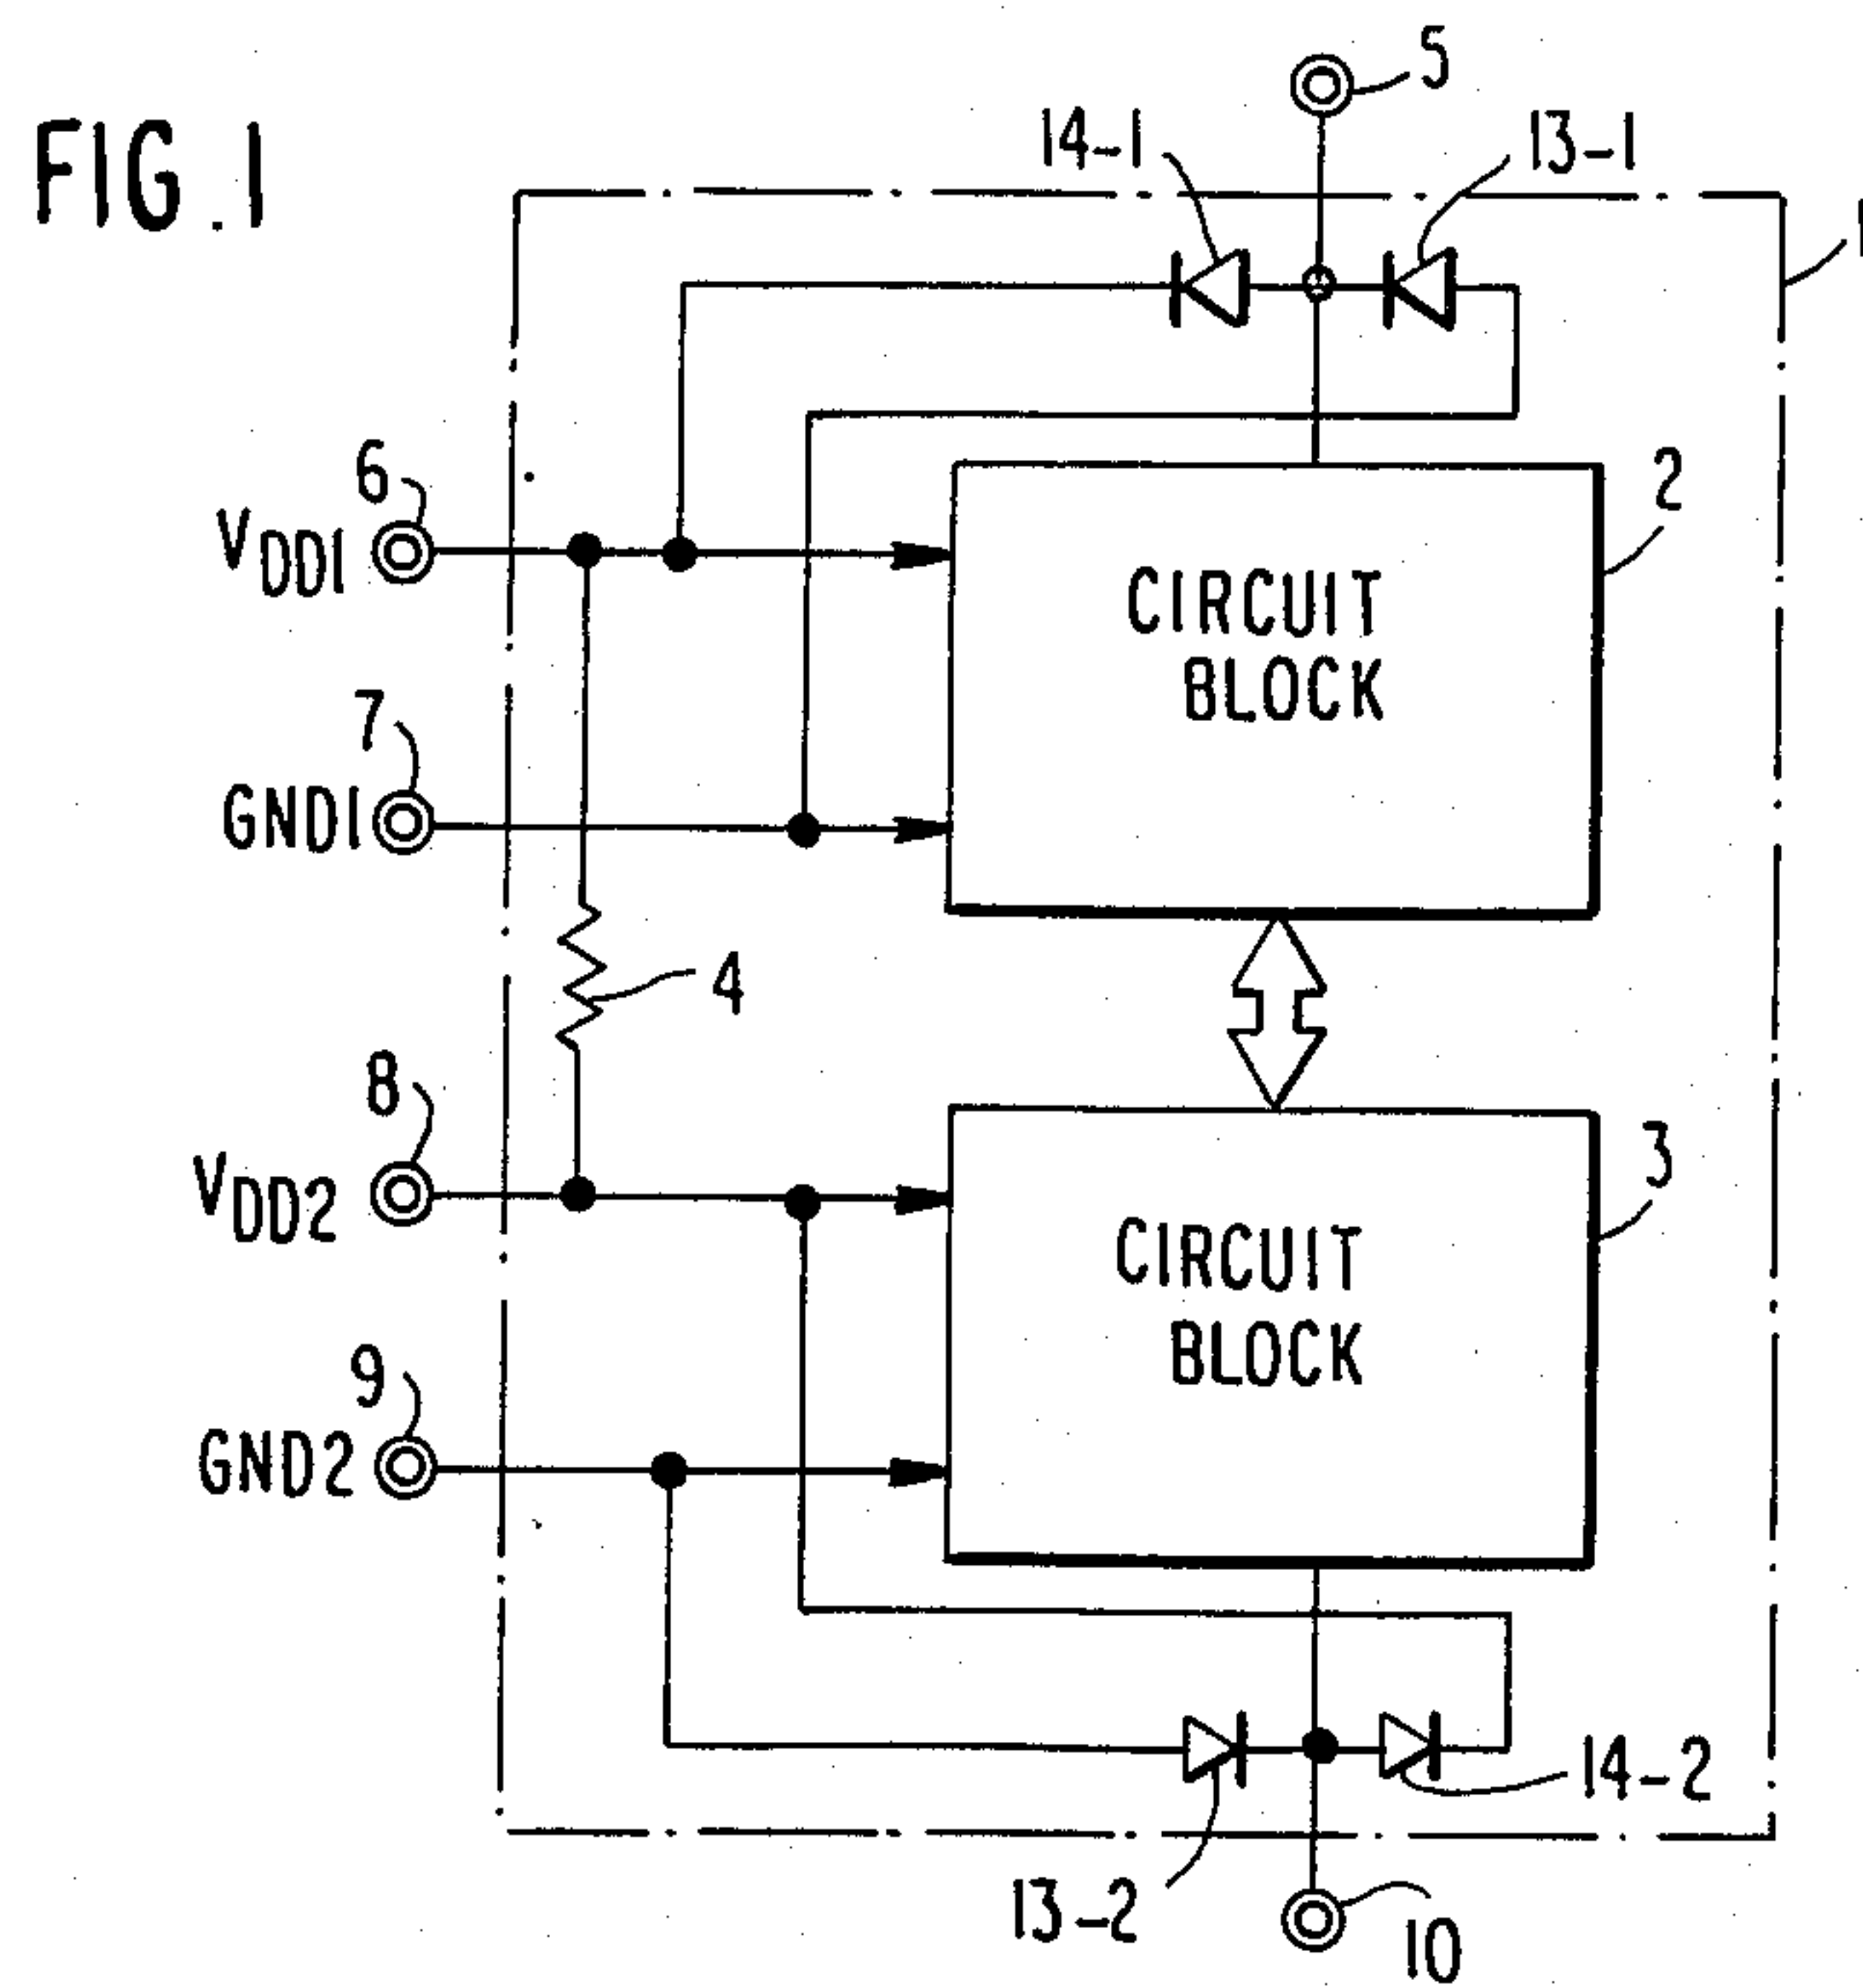 FIG. 1
5
14-1
13-1
1
6
VDD1
2
CIRCUIT
BLOCK
7
GND1
4
8
VDD2
3
CIRCUIT
BLOCK
9
GND2
14-2
13-2
10